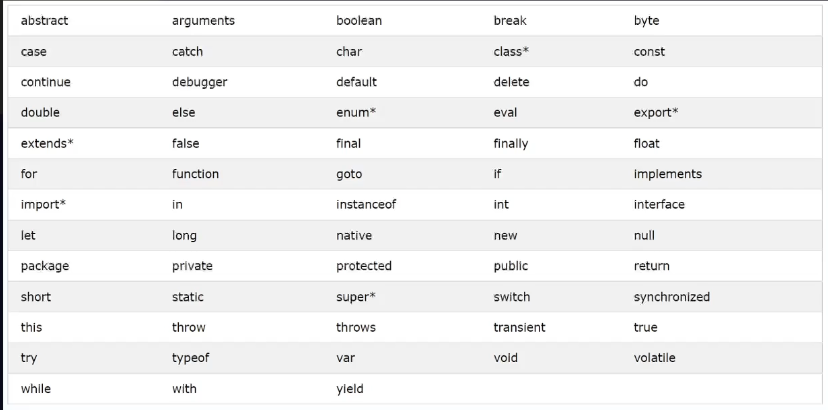 abstract arguments boolean break byte
case catch char class* const
continue debugger default delete do
double else enum* eval export*
extends* false final finally float
for function goto if implements
import* in instanceof int interface
let long native new null
package private protected public return
short static super* switch synchronized
this throw throws transient true
try typeof var void volatile
while with yield